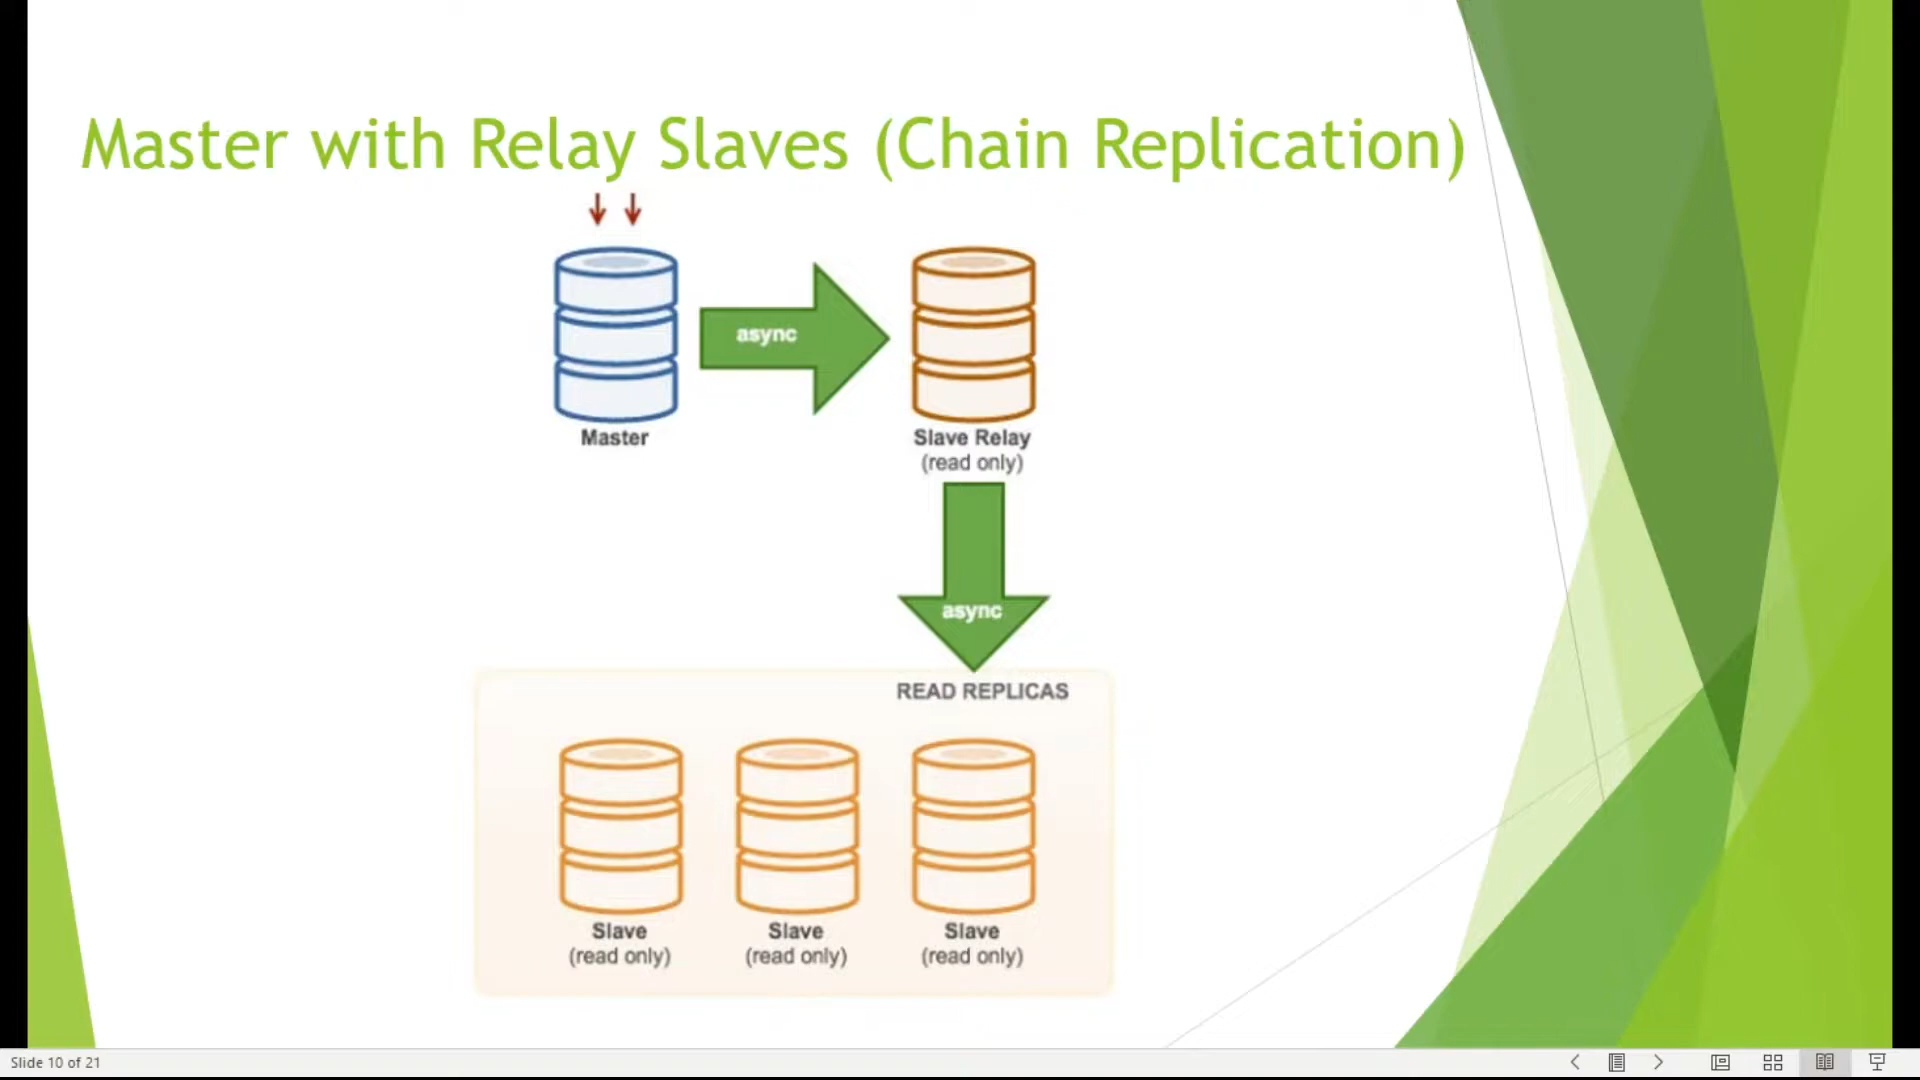 Master with Relay Slaves (Chain Replication)
async
Master
Slave Relay
(read only)
async
READ REPLICAS
Slave
(read only)
Slave
(read only)
Slave
(read only)
Slide 10 of 21